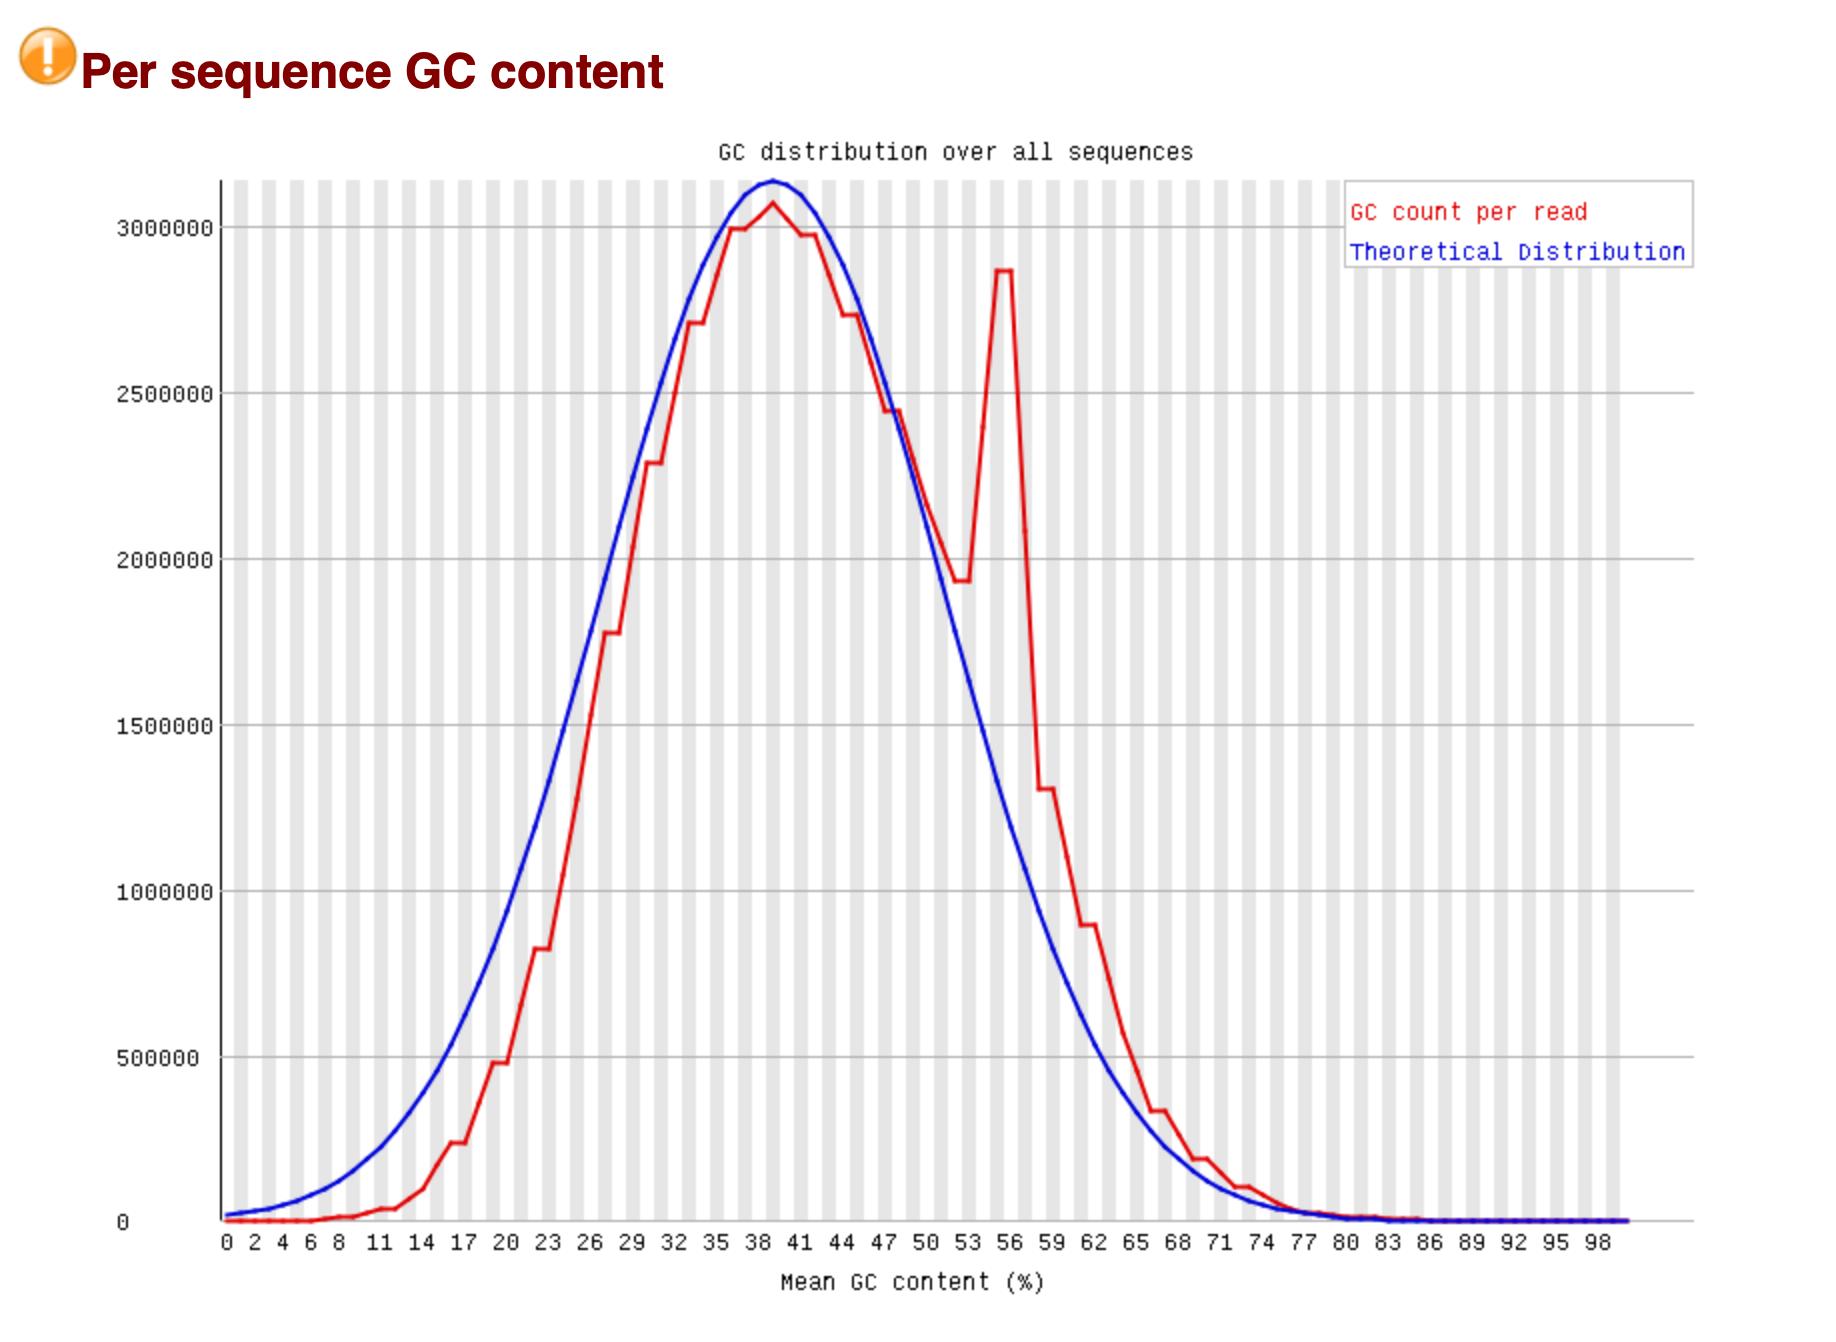 Per sequence GC content
GC distribution over all sequences
GC count per read
Theoretical Distribution
3000000
2500000
2000000
1500000
1000000
500000
0
0 2 4 6 8 11 14 17 20 23 26 29 32 35 38 41 44 47 50 53 56 59 62 65 68 71 74 77 80 83 86 89 92 95 98
Mean GC content (%)